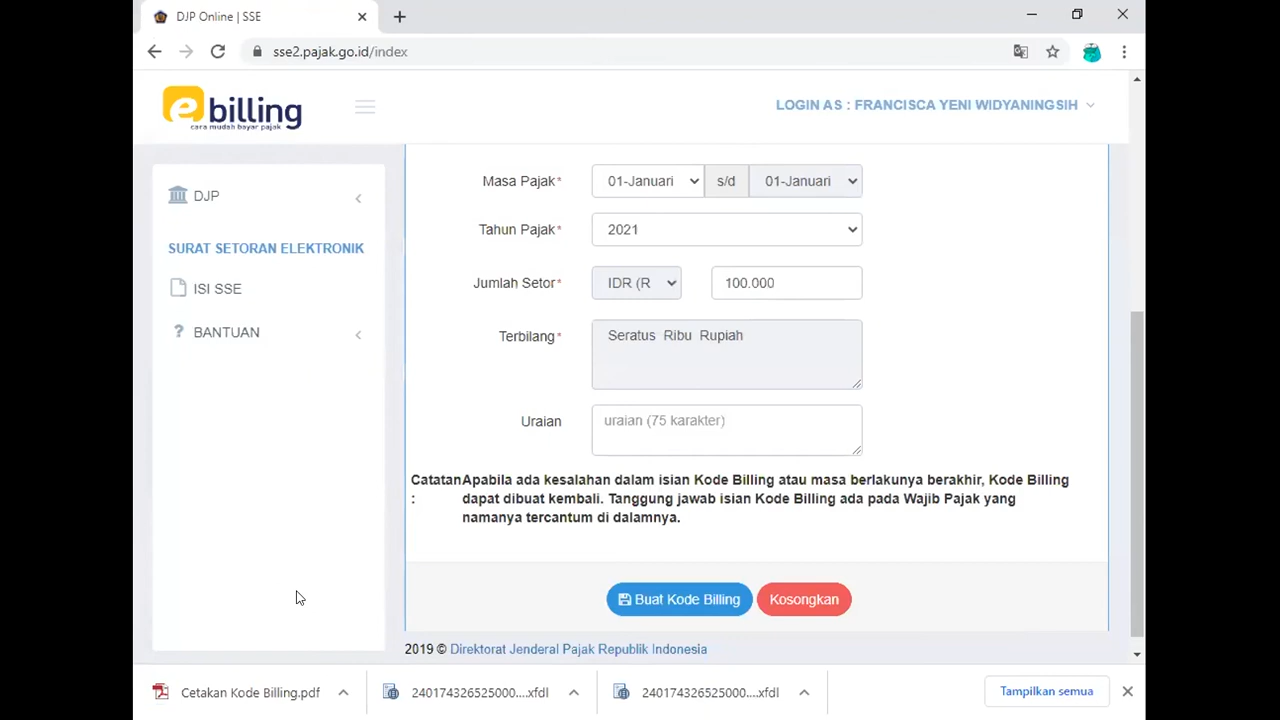 DJP Online | SSE
sse2.pajak.go.id/index
e billing
cara mudah bayar pajak
LOGIN AS : FRANCISCA YENI WIDYANINGSIH
DJP
SURAT SETORAN ELEKTRONIK
ISI SSE
? BANTUAN
Masa Pajak* 01-Januari s/d 01-Januari
Tahun Pajak* 2021
Jumlah Setor* IDR (R 100.000
Terbilang* Seratus Ribu Rupiah
Uraian uraian (75 karakter)
Catatan Apabila ada kesalahan dalam isian Kode Billing atau masa berlakunya berakhir, Kode Billing
: dapat dibuat kembali. Tanggung jawab isian Kode Billing ada pada Wajib Pajak yang
namanya tercantum di dalamnya.
Buat Kode Billing Kosongkan
2019 © Direktorat Jenderal Pajak Republik Indonesia
Cetakan Kode Billing.pdf 240174326525000....xfdl 240174326525000....xfdl Tampilkan semua